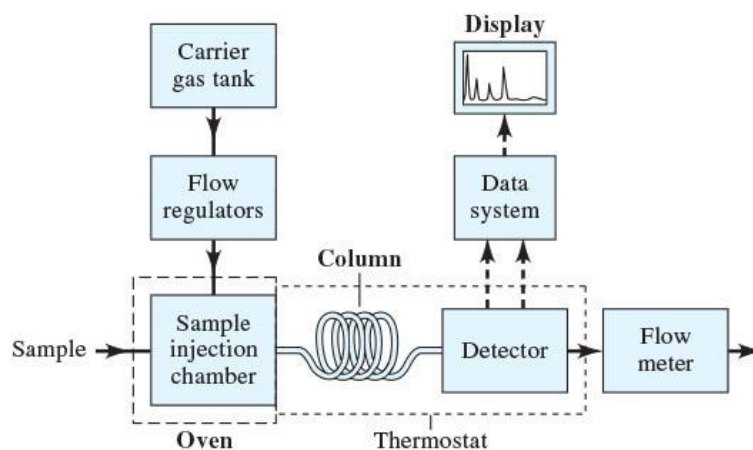 Display
Carrier
gas tank
Flow
regulators
Data
system
Column
Sample
Sample
injection
chamber
Detector
Flow
meter
Oven
Thermostat